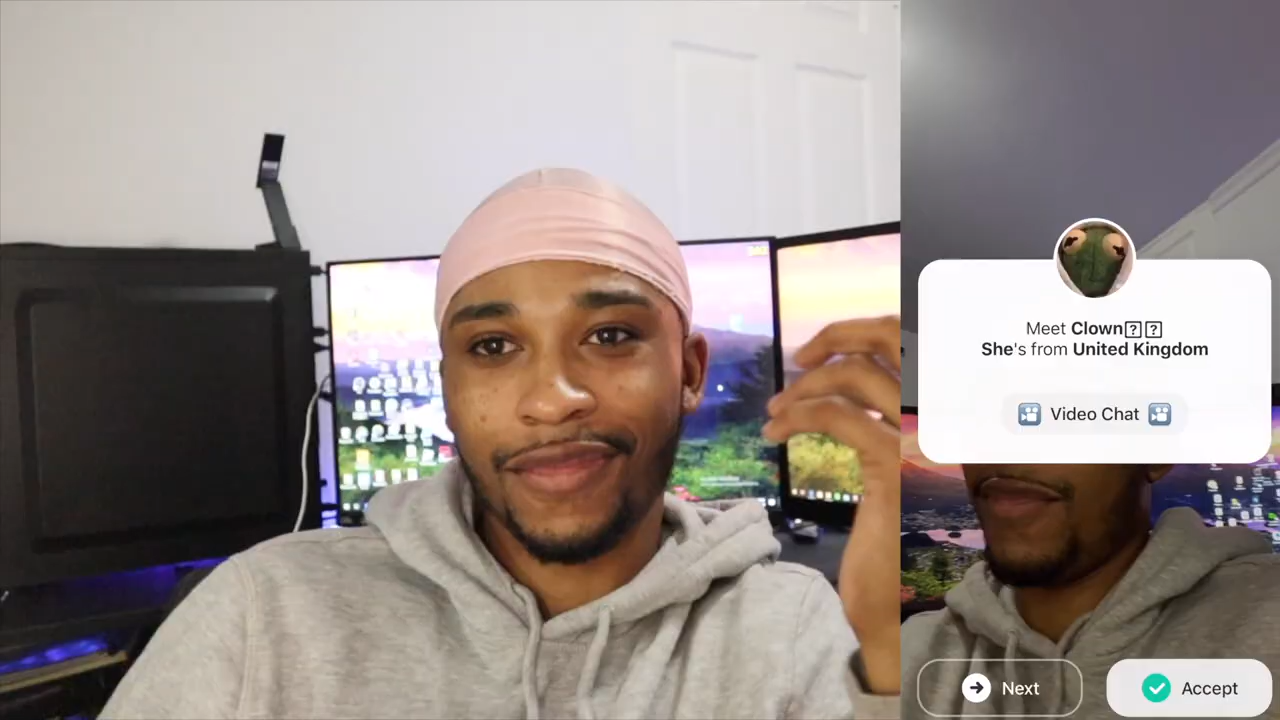 Meet Clown⍰⍰
She's from United Kingdom
Video Chat
Next
Accept